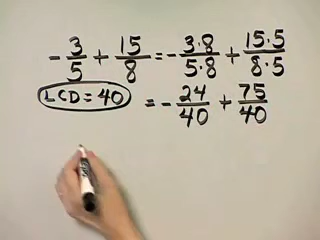 -3/5 + 15/8 = -3·8/5·8 + 15·5/8·5
LCD = 40 = -24/40 + 75/40